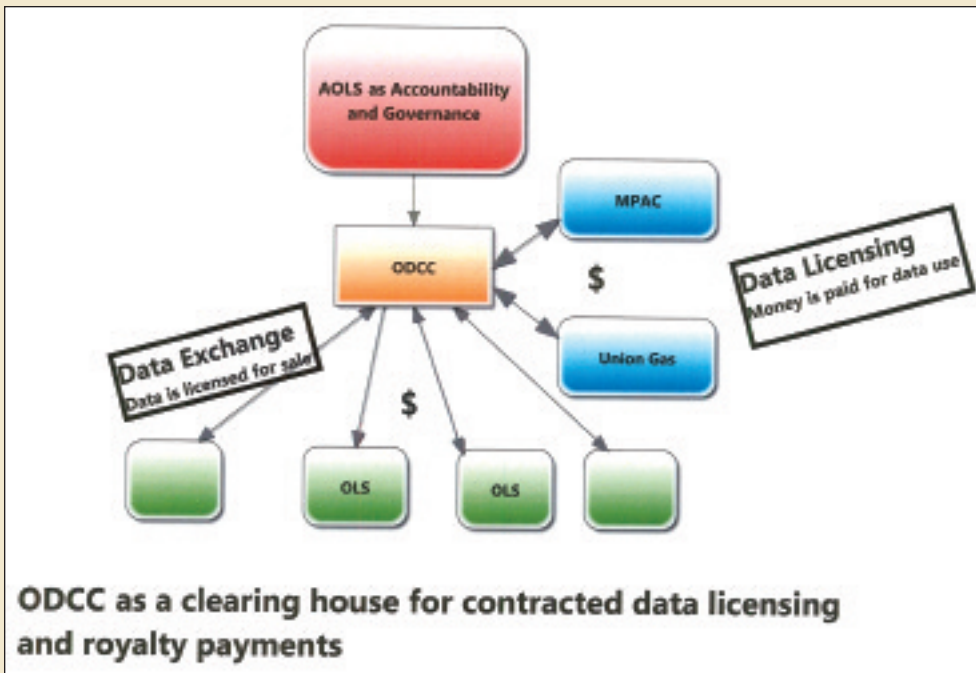 AOLS as Accountability
and Governance
MPAC
ODCC
$
Data Licensing
Money is paid for data use
Data Exchange
Data is licensed for sale
Union Gas
$
OLS
OLS
ODCC as a clearing house for contracted data licensing
and royalty payments